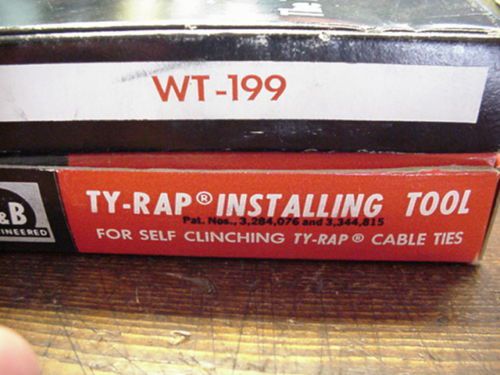 WT-199
&B
TY-RAP® INSTALLING TOOL
Pat. Nos., 3,284,076 and 3,344,815
FOR SELF CLINCHING TY-RAP® CABLE TIES